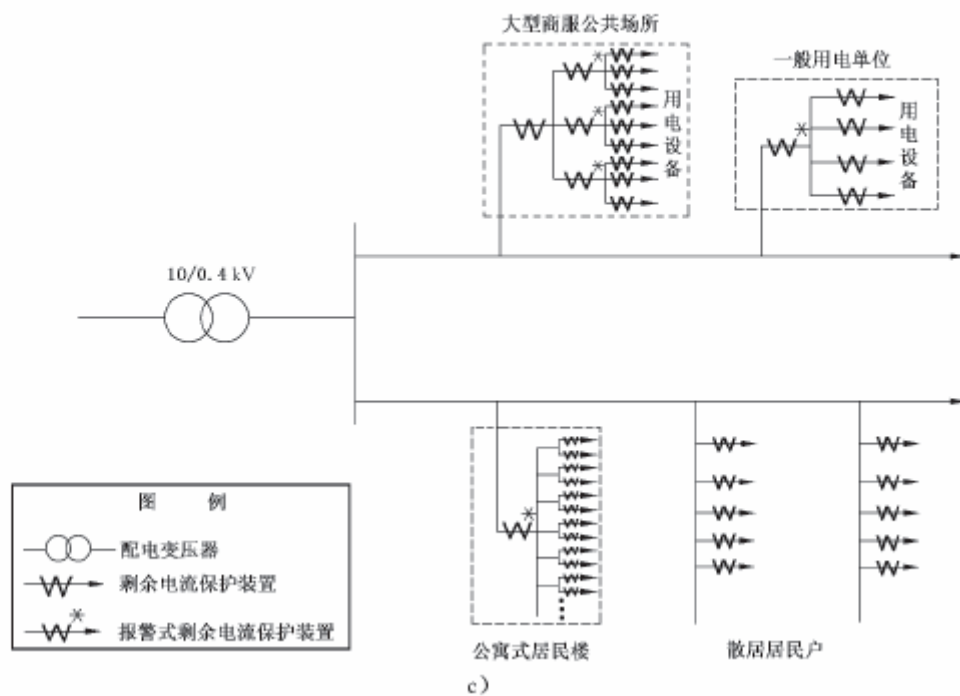 大型商服公共场所
用电设备
一般用电单位
用电设备
10/0.4 kV
图 例
配电变压器
剩余电流保护装置
报警式剩余电流保护装置
公寓式居民楼
散居居民户
c）